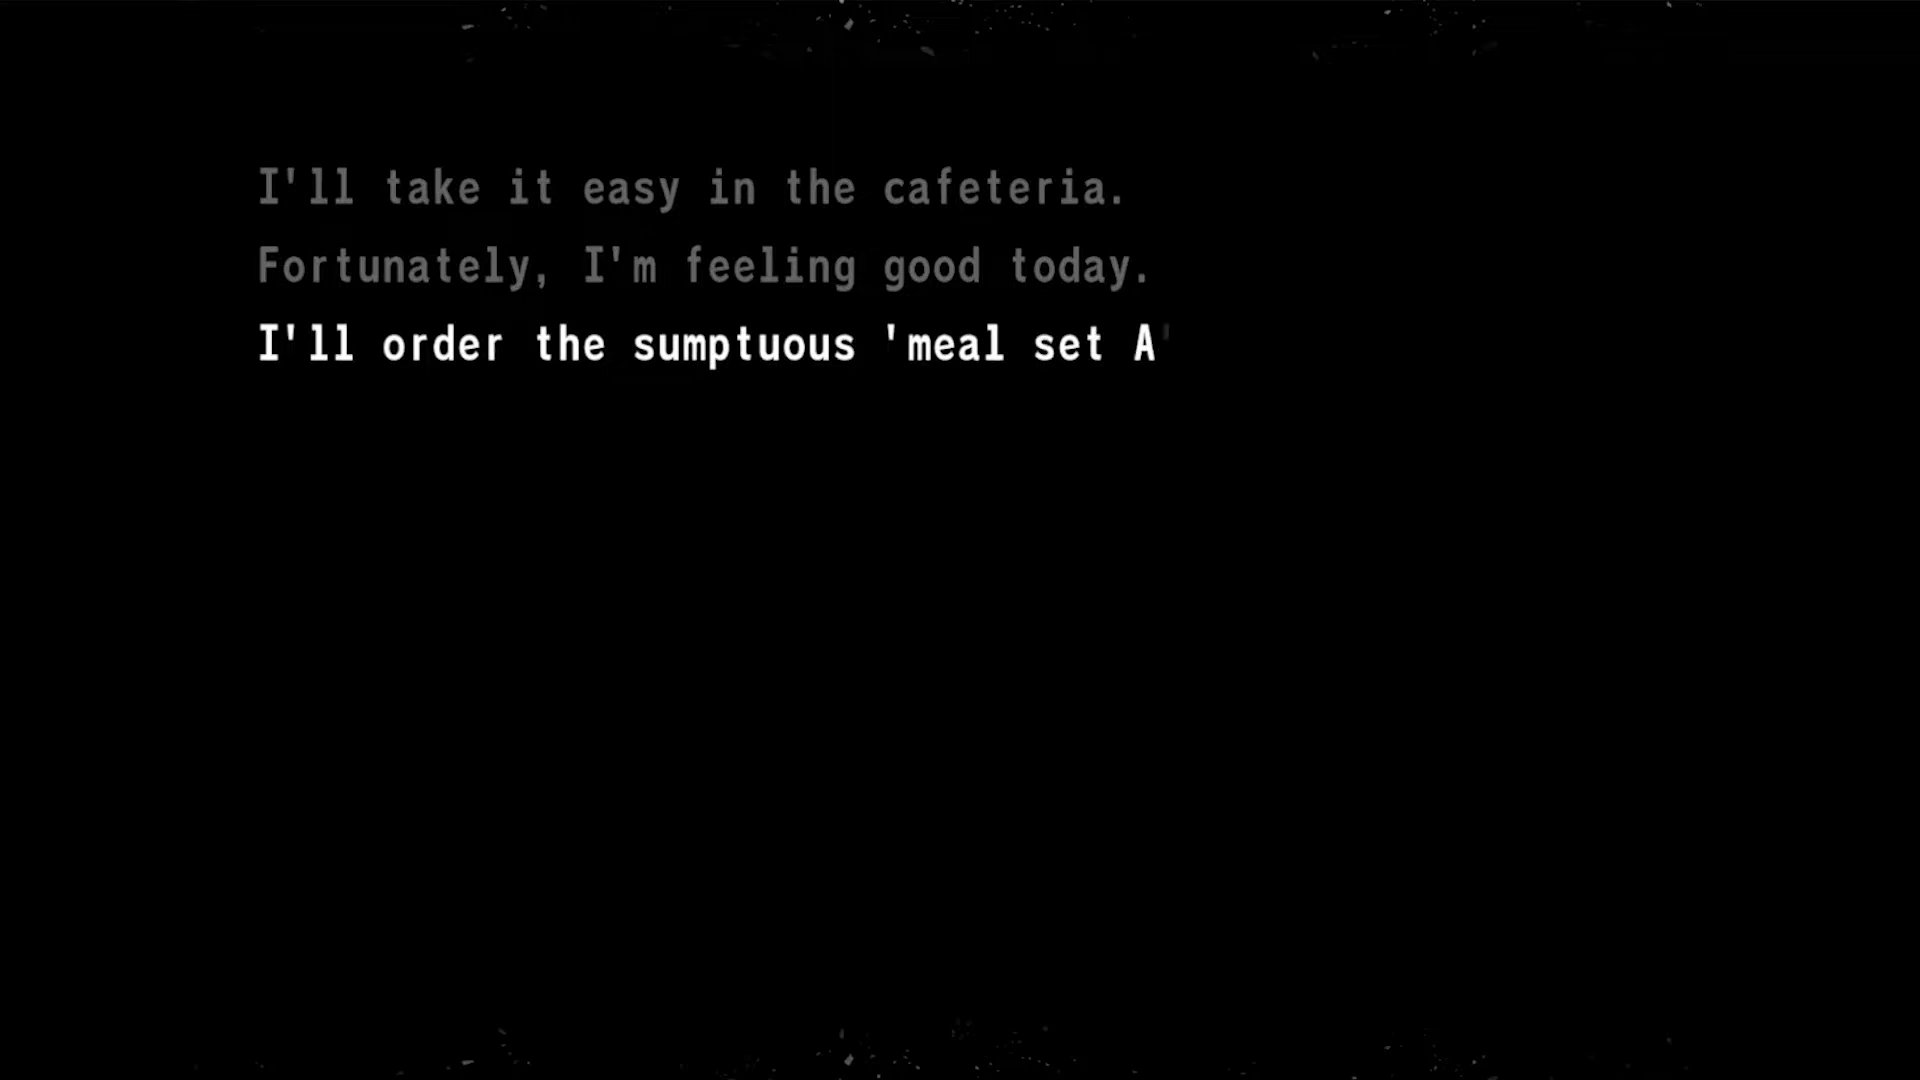 I'll take it easy in the cafeteria.
Fortunately, I'm feeling good today.
I'll order the sumptuous 'meal set A'